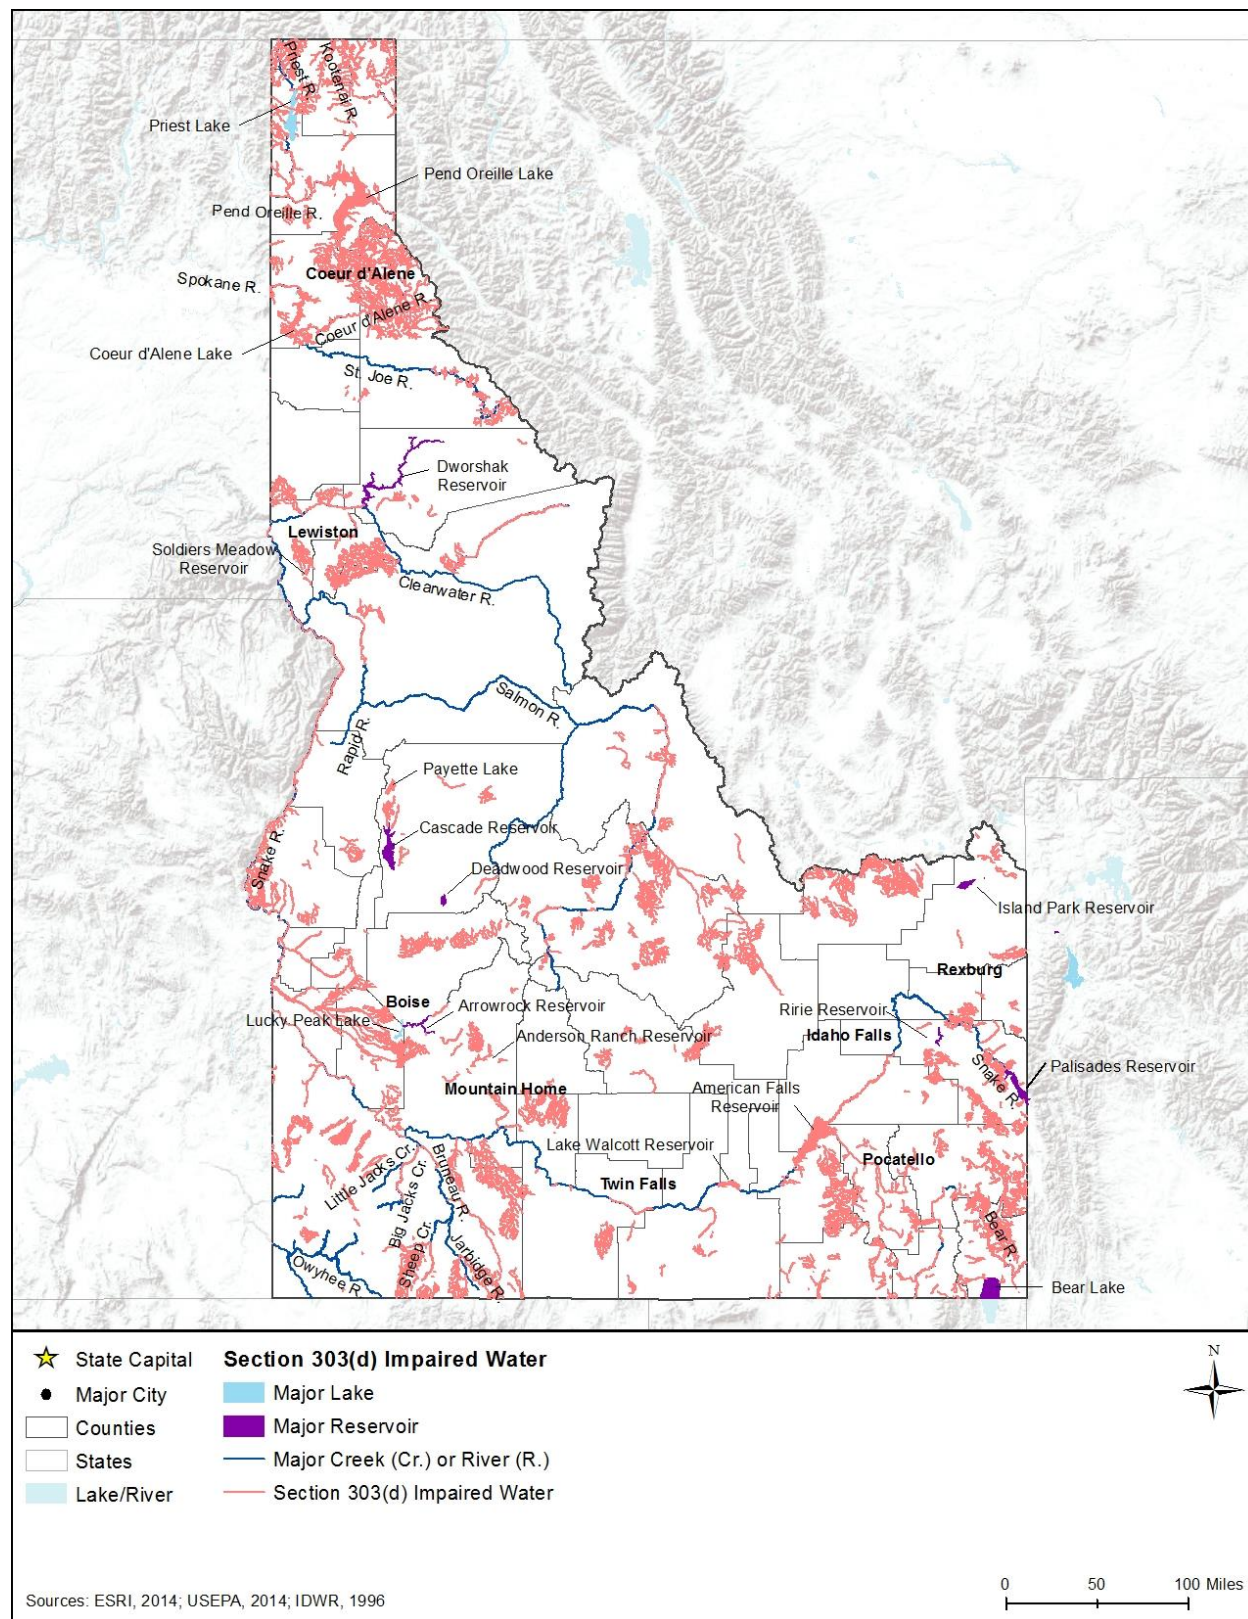 Priest R.
Kootenai R.
Priest Lake
Pend Oreille Lake
Pend Oreille R.
Coeur d'Alene
Spokane R.
Coeur d'Alene R.
Coeur d'Alene Lake
St. Joe R.
Dworshak
Reservoir
Lewiston
Soldiers Meadow
Reservoir
Clearwater R.
Salmon R.
Rapid R.
Payette Lake
Cascade Reservoir
Snake R.
Deadwood Reservoir
Island Park Reservoir
Rexburg
Boise
Arrowrock Reservoir
Ririe Reservoir
Lucky Peak Lake
Anderson Ranch Reservoir
Idaho Falls
Snake R.
Palisades Reservoir
Mountain Home
American Falls
Reservoir
Lake Walcott Reservoir
Pocatello
Little Jacks Cr.
Big Jacks Cr.
Bruneau R.
Twin Falls
Sheep Cr.
Jarbidge R.
Owyhee R.
Bear R.
Bear Lake
State Capital
Major City
Counties
States
Lake/River
Section 303(d) Impaired Water
Major Lake
Major Reservoir
Major Creek (Cr.) or River (R.)
Section 303(d) Impaired Water
N
0 50 100 Miles
Sources: ESRI, 2014; USEPA, 2014; IDWR, 1996